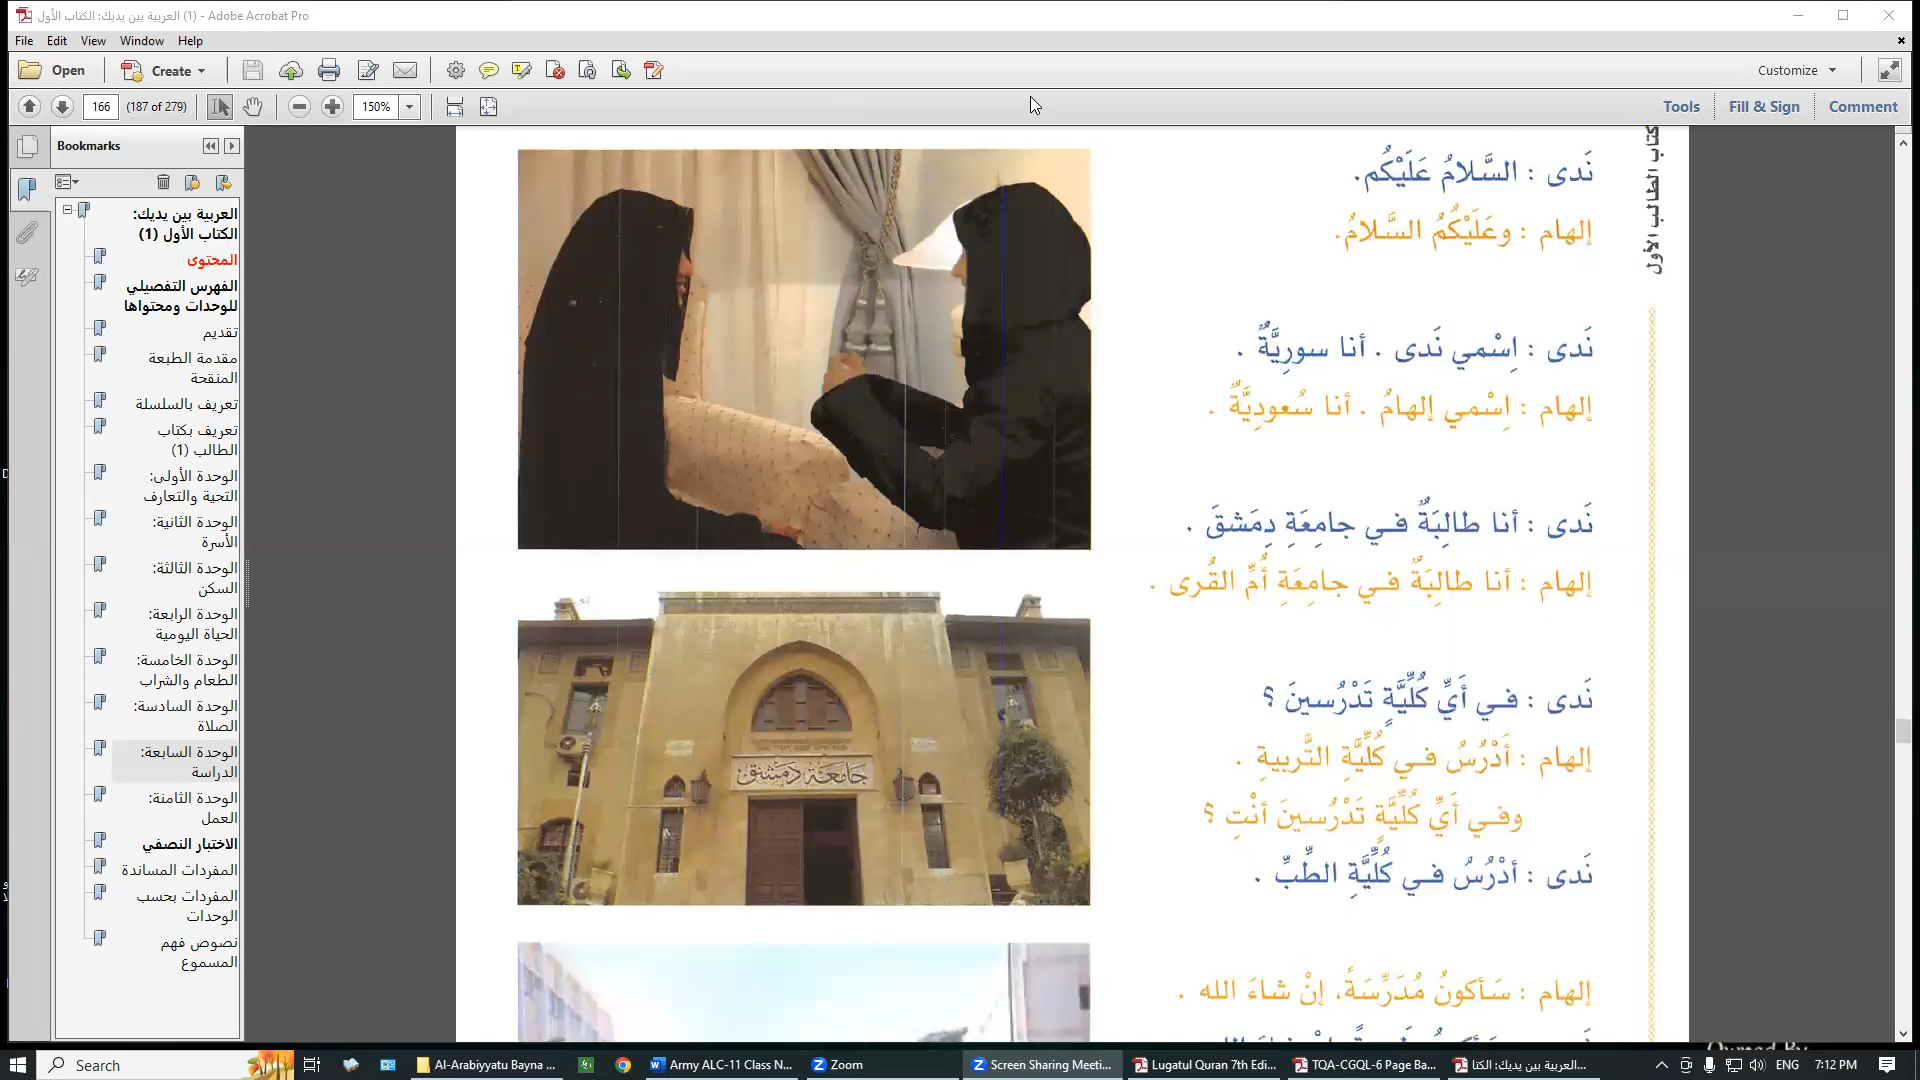 العربية بين يديك: الكتاب الأول (1) - Adobe Acrobat Pro
File Edit View Window Help
Open Create Customize
166 (187 of 279) 150% Tools Fill & Sign Comment
Bookmarks
العربية بين يديك:
الكتاب الأول (1)
المحتوى
الفهرس التفصيلي
للوحدات ومحتواها
تقديم
مقدمة الطبعة
المنقحة
تعريف بالسلسلة
تعريف بكتاب
الطالب (1)
الوحدة الأولى:
التحية والتعارف
الوحدة الثانية:
الأسرة
الوحدة الثالثة:
السكن
الوحدة الرابعة:
الحياة اليومية
الوحدة الخامسة:
الطعام والشراب
الوحدة السادسة:
الصلاة
الوحدة السابعة:
الدراسة
الوحدة الثامنة:
العمل
الاختبار النصفي
المفردات المساندة
المفردات بحسب
الوحدات
نصوص فهم
المسموع
كتاب الطالب الأول
نَدى : السَّلامُ عَلَيْكُم.
إلهام : وعَلَيْكُمُ السَّلامُ.
نَدى : اِسْمي نَدى . أنا سورِيَّةٌ .
إلهام : اِسْمي إلهامُ . أنا سُعودِيَّةٌ .
نَدى : أنا طالِبَةٌ في جامِعَةِ دِمَشقَ .
إلهام : أنا طالِبَةٌ في جامِعَةِ أُمِّ القُرى .
نَدى : في أَيِّ كُلِّيَّةٍ تَدْرُسينَ ؟
إلهام : أَدْرُسُ في كُلِّيَّةِ التَّربيةِ .
وفي أَيِّ كُلِّيَّةٍ تَدْرُسينَ أنْتِ ؟
نَدى : أدْرُسُ في كُلِّيَّةِ الطِّبِّ .
إلهام : سَأكونُ مُدَرِّسَةً، إنْ شاءَ الله .
جامعة دمشق
Search Al-Arabiyyatu Bayna ... Army ALC-11 Class N... Zoom Screen Sharing Meeti... Lugatul Quran 7th Edi... TQA-CGQL-6 Page Ba... العربية بين يديك: الكتا... ENG 7:12 PM